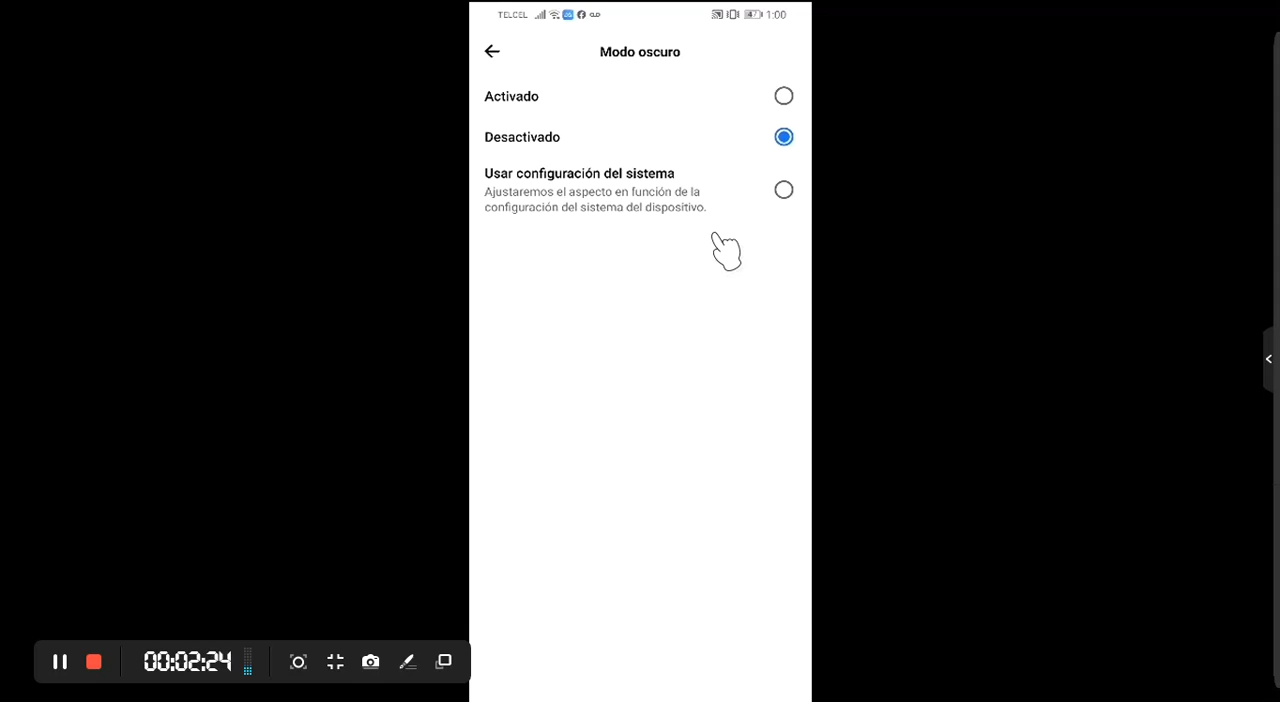 TELCEL 47 1:00
Modo oscuro
Activado
Desactivado
Usar configuración del sistema
Ajustaremos el aspecto en función de la
configuración del sistema del dispositivo.
00:02:24